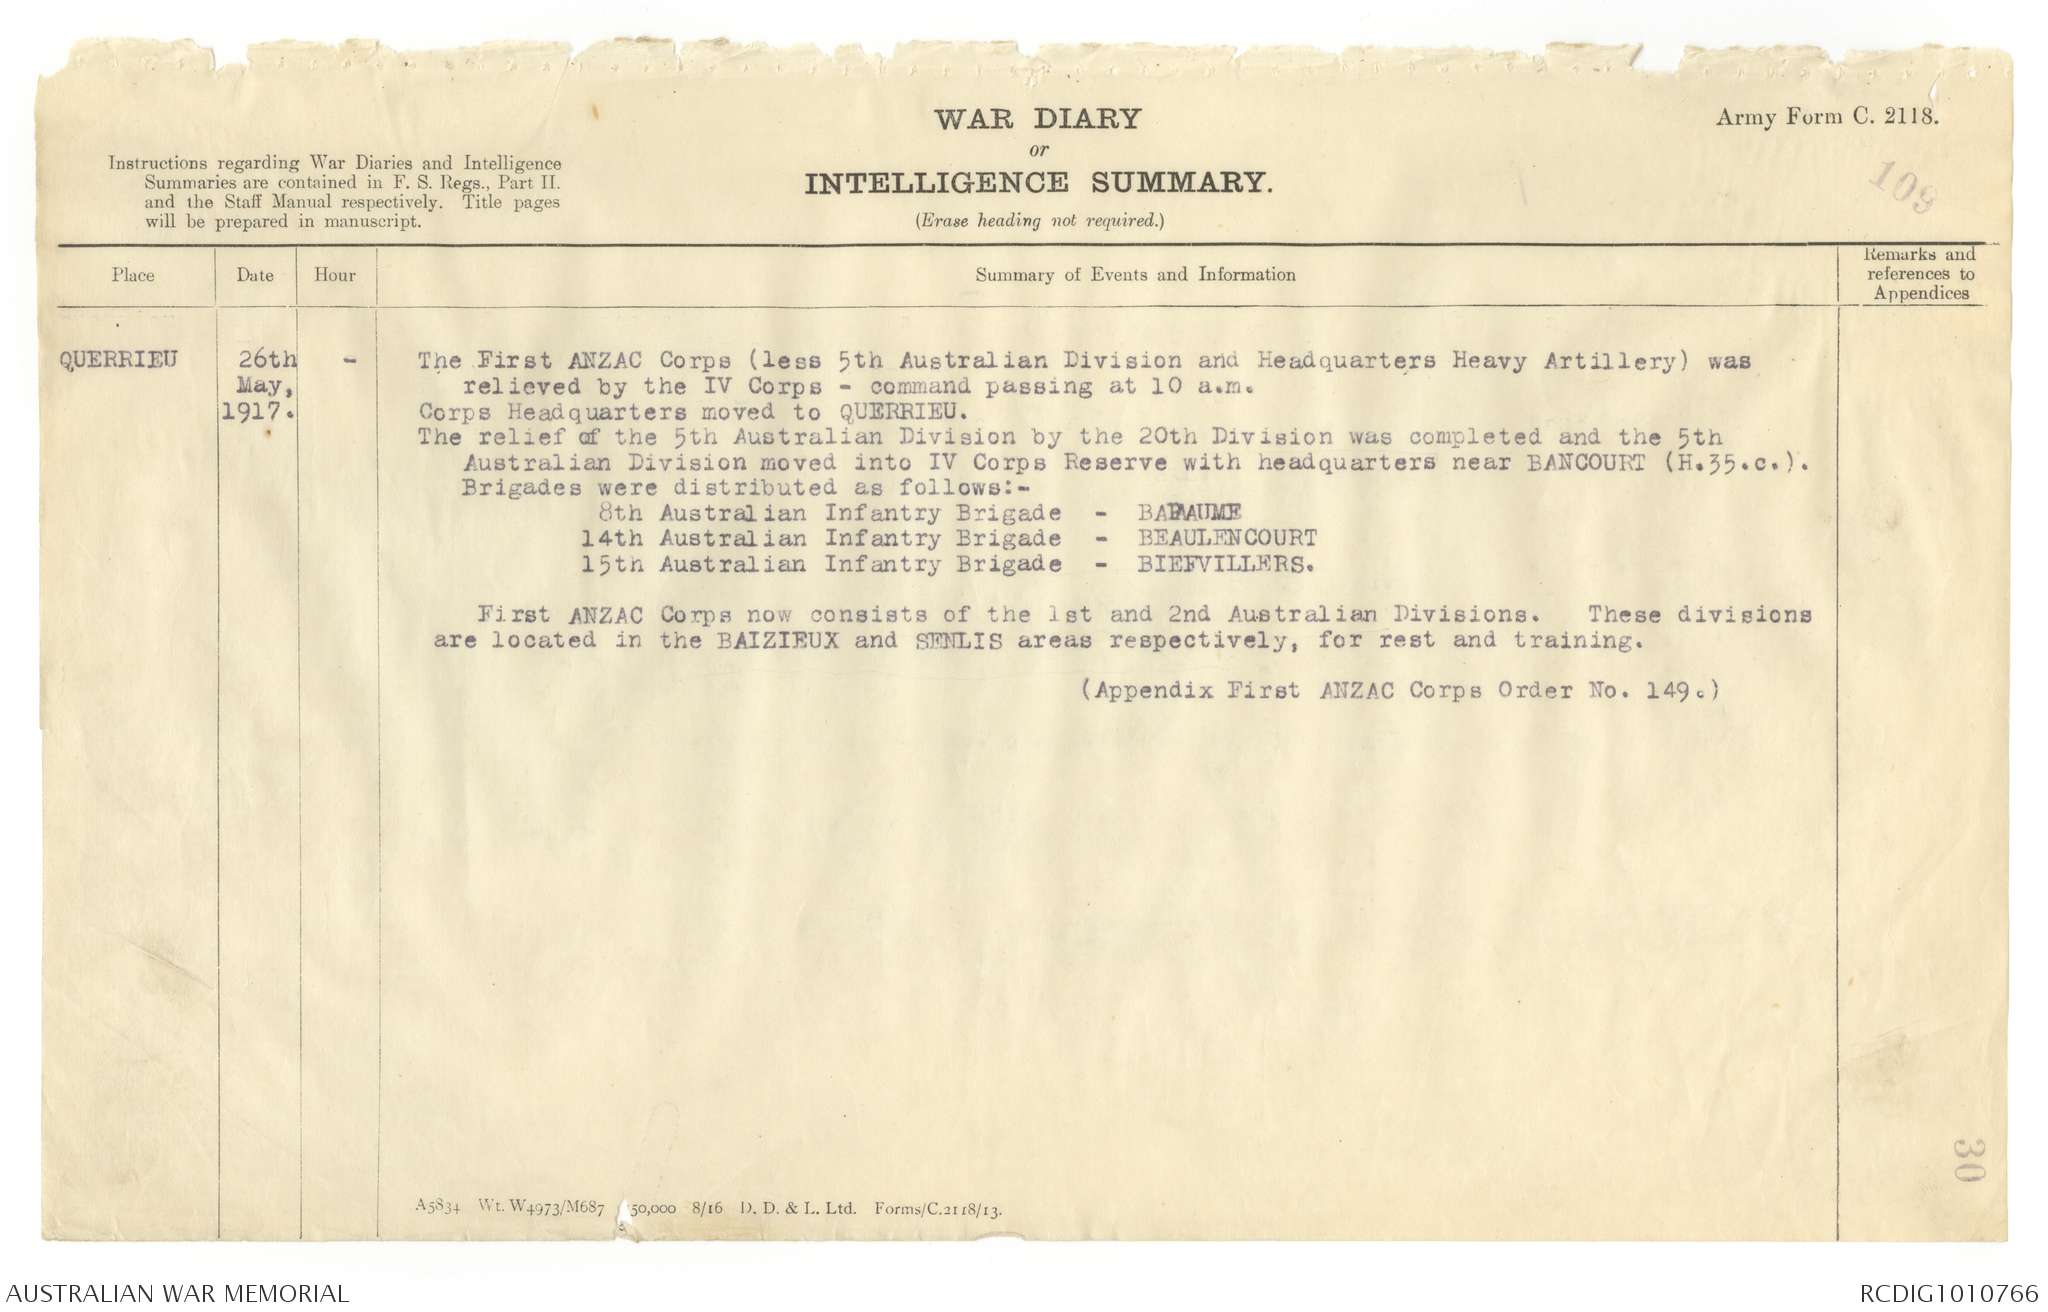 WAR DIARY
or
INTELLIGENCE SUMMARY.
(Erase heading not required.)
Army Form C. 2118.
109
Instructions regarding War Diaries and Intelligence
Summaries are contained in F. S. Regs., Part II.
and the Staff Manual respectively. Title pages
will be prepared in manuscript.
Place
Date
Hour
Summary of Events and Information
Remarks and
references to
Appendices
QUERRIEU
26th
May,
1917.
-
The First ANZAC Corps (less 5th Australian Division and Headquarters Heavy Artillery) was
relieved by the IV Corps - command passing at 10 a.m.
Corps Headquarters moved to QUERRIEU.
The relief of the 5th Australian Division by the 20th Division was completed and the 5th
Australian Division moved into IV Corps Reserve with headquarters near BANCOURT (H.35.c.).
Brigades were distributed as follows:-
8th Australian Infantry Brigade - BAPAUME
14th Australian Infantry Brigade - BEAULENCOURT
15th Australian Infantry Brigade - BIEFVILLERS.
First ANZAC Corps now consists of the 1st and 2nd Australian Divisions. These divisions
are located in the BAIZIEUX and SENLIS areas respectively, for rest and training.
(Appendix First ANZAC Corps Order No. 149.)
30
A5834 Wt. W4973/M687 50,000 8/16 D. D. & L. Ltd. Forms/C.2118/13.
AUSTRALIAN WAR MEMORIAL
RCDIG1010766